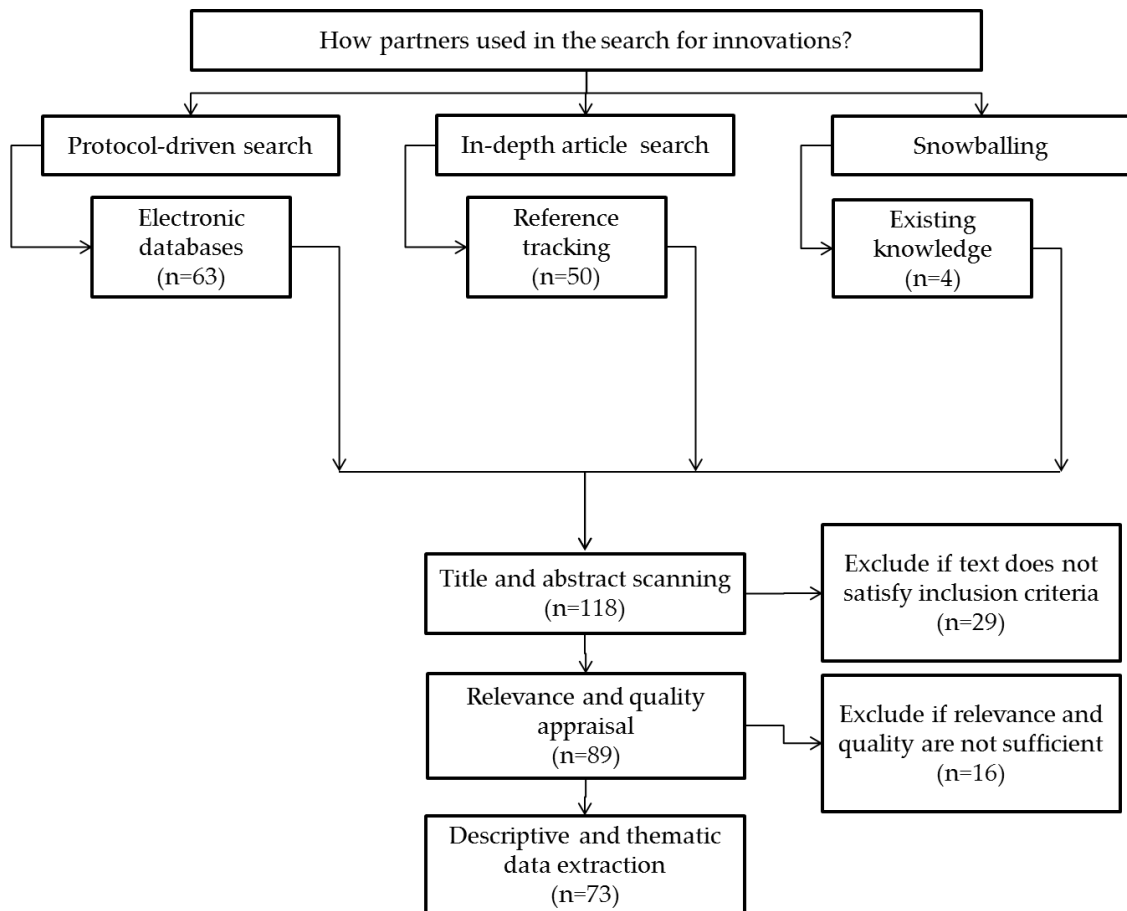 How partners used in the search for innovations?
Protocol-driven search
In-depth article search
Snowballing
Electronic
databases
(n=63)
Reference
tracking
(n=50)
Existing
knowledge
(n=4)
Title and abstract scanning
(n=118)
Exclude if text does not
satisfy inclusion criteria
(n=29)
Relevance and quality
appraisal
(n=89)
Exclude if relevance and
quality are not sufficient
(n=16)
Descriptive and thematic
data extraction
(n=73)